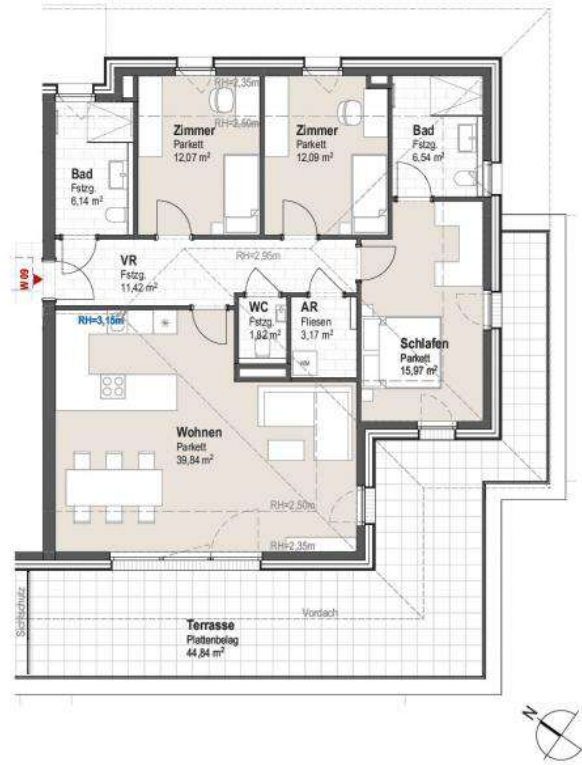 RH=2,35m
RH=2,50m
Zimmer
Parkett
12,07 m²
Zimmer
Parkett
12,09 m²
Bad
Fstzg.
6,54 m²
Bad
Fstzg.
6,14 m²
VR
Fstzg.
11,42 m²
RH=2,95m
W 09
WC
Fstzg.
1,82 m²
AR
Fliesen
3,17 m²
WM
RH=3,15m
Schlafen
Parkett
15,97 m²
Wohnen
Parkett
39,84 m²
RH=2,50m
RH=2,35m
Sichtschutz
Vordach
Terrasse
Plattenbelag
44,84 m²
N